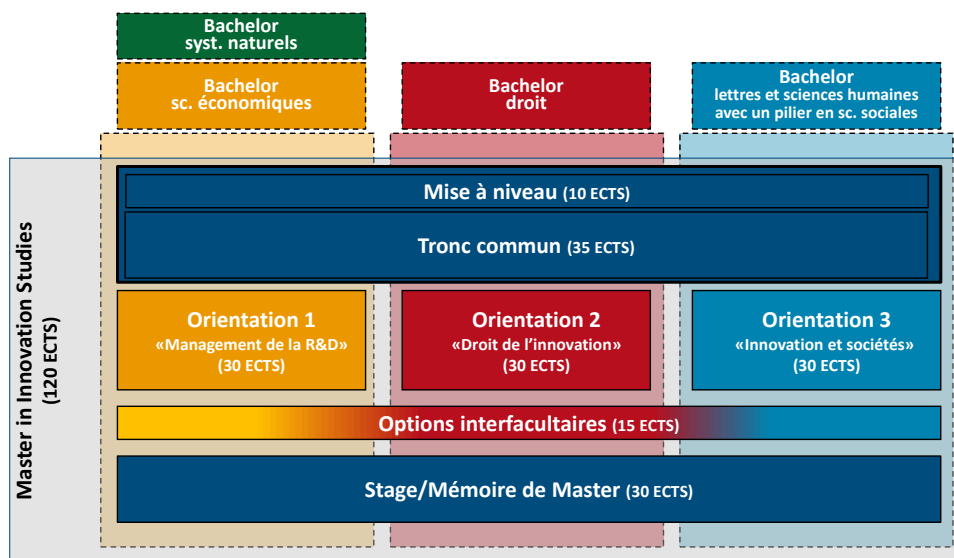 Bachelor
syst. naturels
Bachelor
sc. économiques
Bachelor
droit
Bachelor
lettres et sciences humaines
avec un pilier en sc. sociales
Master in Innovation Studies
(120 ECTS)
Mise à niveau (10 ECTS)
Tronc commun (35 ECTS)
Orientation 1
«Management de la R&D»
(30 ECTS)
Orientation 2
«Droit de l’innovation»
(30 ECTS)
Orientation 3
«Innovation et sociétés»
(30 ECTS)
Options interfacultaires (15 ECTS)
Stage/Mémoire de Master (30 ECTS)